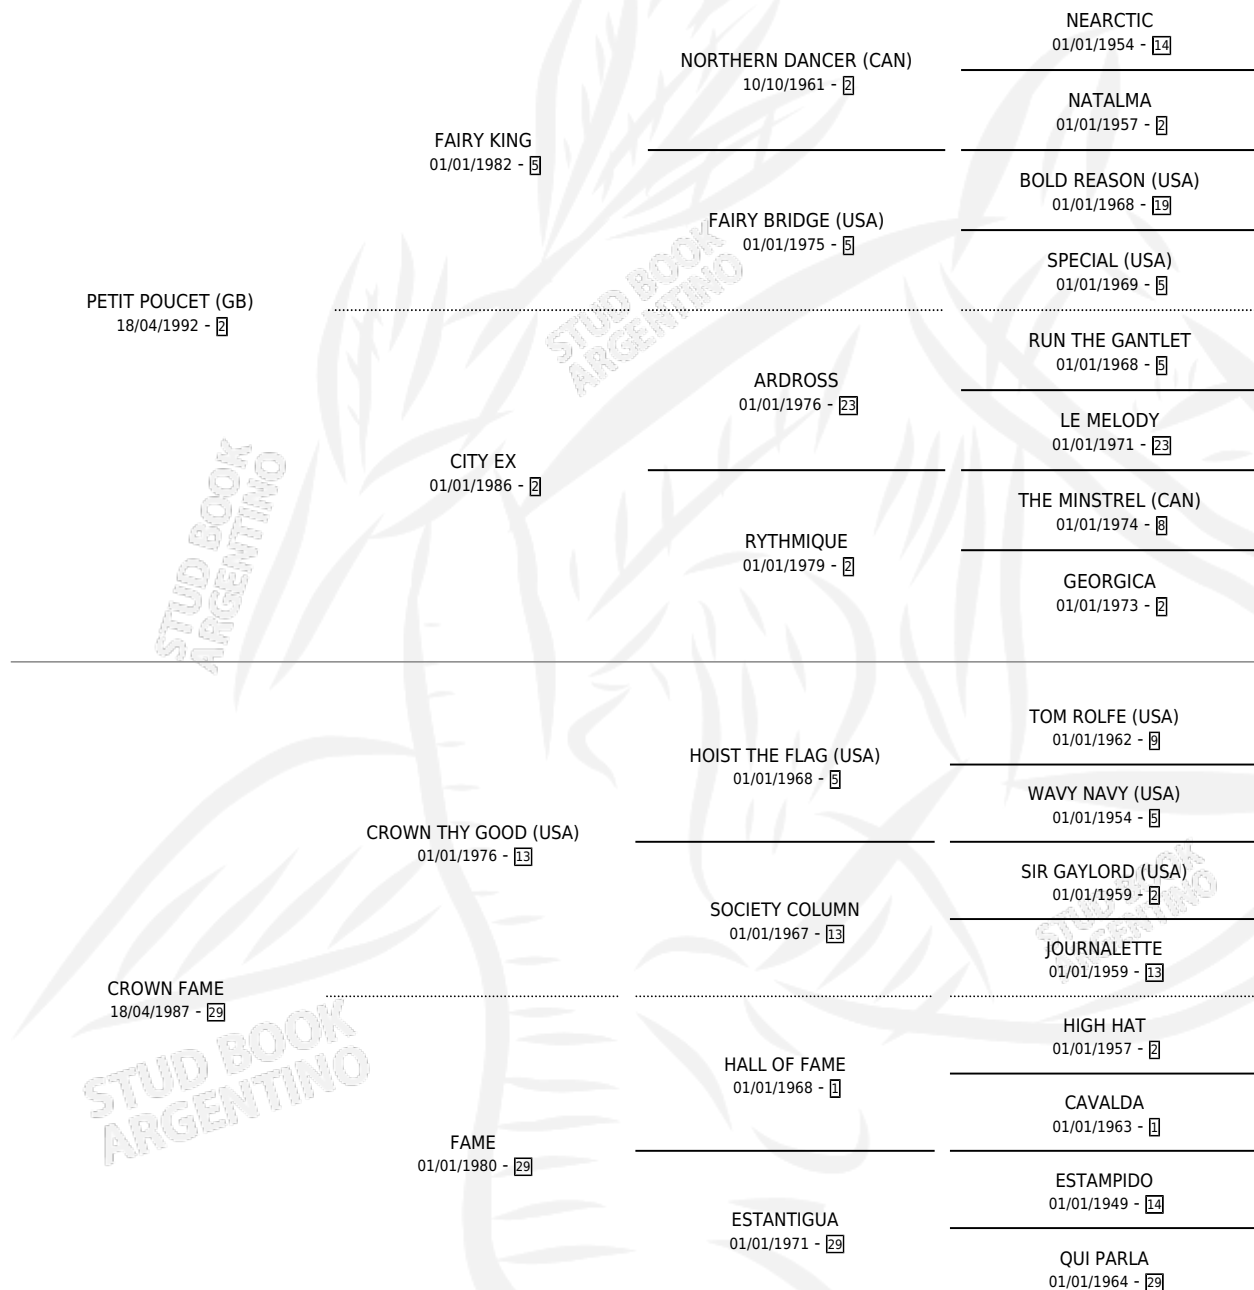 NEARCTIC
01/01/1954 - 14
NORTHERN DANCER (CAN)
10/10/1961 - 2
NATALMA
01/01/1957 - 2
FAIRY KING
01/01/1982 - 5
BOLD REASON (USA)
01/01/1968 - 19
FAIRY BRIDGE (USA)
01/01/1975 - 5
SPECIAL (USA)
01/01/1969 - 5
PETIT POUCET (GB)
18/04/1992 - 2
STUD BOOK
ARGENTINO
RUN THE GANTLET
01/01/1968 - 5
ARDROSS
01/01/1976 - 23
LE MELODY
01/01/1971 - 23
CITY EX
01/01/1986 - 2
THE MINSTREL (CAN)
01/01/1974 - 8
RYTHMIQUE
01/01/1979 - 2
GEORGICA
01/01/1973 - 2
STUD BOOK
ARGENTINO
TOM ROLFE (USA)
01/01/1962 - 9
HOIST THE FLAG (USA)
01/01/1968 - 5
WAVY NAVY (USA)
01/01/1954 - 5
CROWN THY GOOD (USA)
01/01/1976 - 13
SIR GAYLORD (USA)
01/01/1959 - 2
SOCIETY COLUMN
01/01/1967 - 13
STUD BOOK
ARGENTINO
JOURNALETTE
01/01/1959 - 13
CROWN FAME
18/04/1987 - 29
HIGH HAT
01/01/1957 - 2
HALL OF FAME
01/01/1968 - 1
STUD BOOK
ARGENTINO
CAVALDA
01/01/1963 - 1
FAME
01/01/1980 - 29
ESTAMPIDO
01/01/1949 - 14
ESTANTIGUA
01/01/1971 - 29
QUI PARLA
01/01/1964 - 29